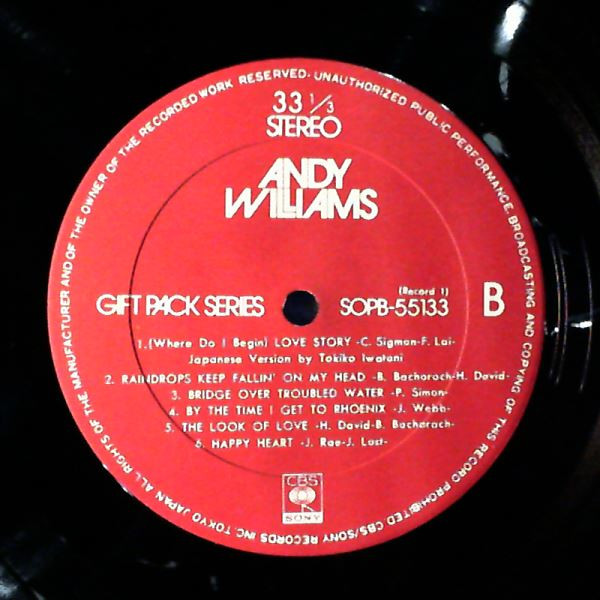 ALL RIGHTS OF THE MANUFACTURER AND OF THE OWNER OF THE RECORDED WORK RESERVED · UNAUTHORIZED PUBLIC PERFORMANCE, BROADCASTING AND COPYING OF THIS RECORD PROHIBITED CBS/SONY RECORDS INC. TOKYO JAPAN
33 1/3
STEREO
ANDY
WILLIAMS
GIFT PACK SERIES
(Record 1)
SOPB-55133
B
1.(Where Do I Begin) LOVE STORY -C. Sigman-F. Lai-
Japanese Version by Tokiko Iwatani
2. RAINDROPS KEEP FALLIN' ON MY HEAD -B. Bacharach-H. David-
3. BRIDGE OVER TROUBLED WATER -P. Simon-
4. BY THE TIME I GET TO RHOENIX -J. Webb-
5. THE LOOK OF LOVE -H. David-B. Bacharach-
6. HAPPY HEART -J. Rae-J. Last-
CBS
SONY